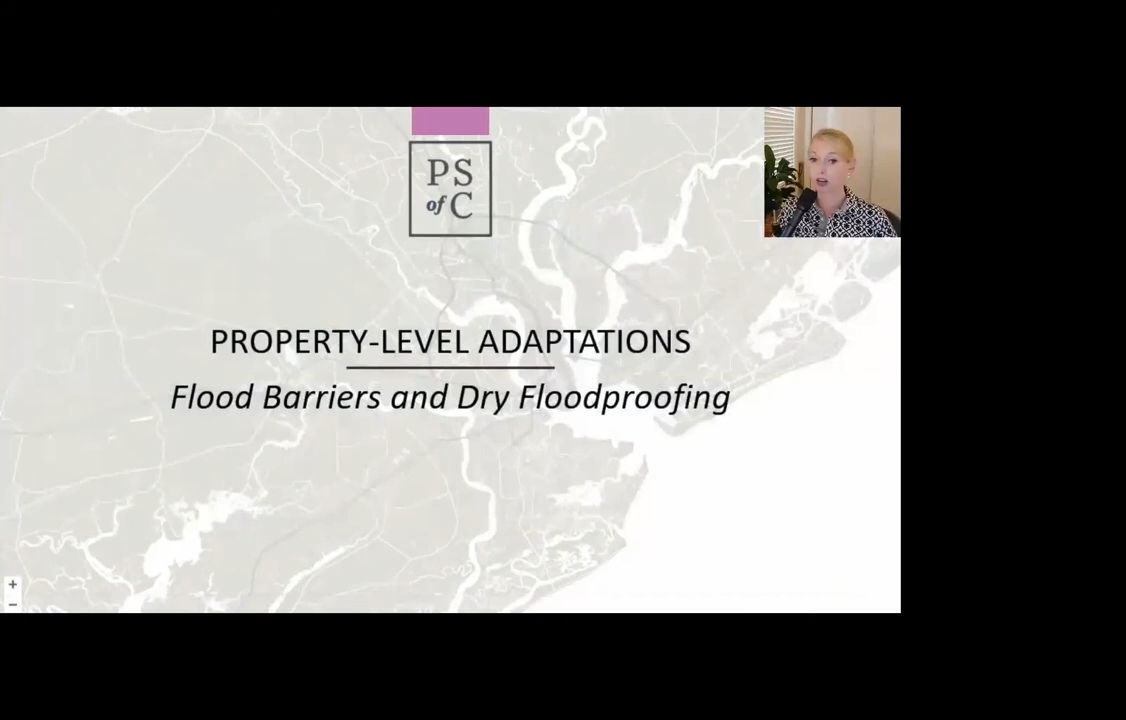 PS
of C
PROPERTY-LEVEL ADAPTATIONS
Flood Barriers and Dry Floodproofing
+
−